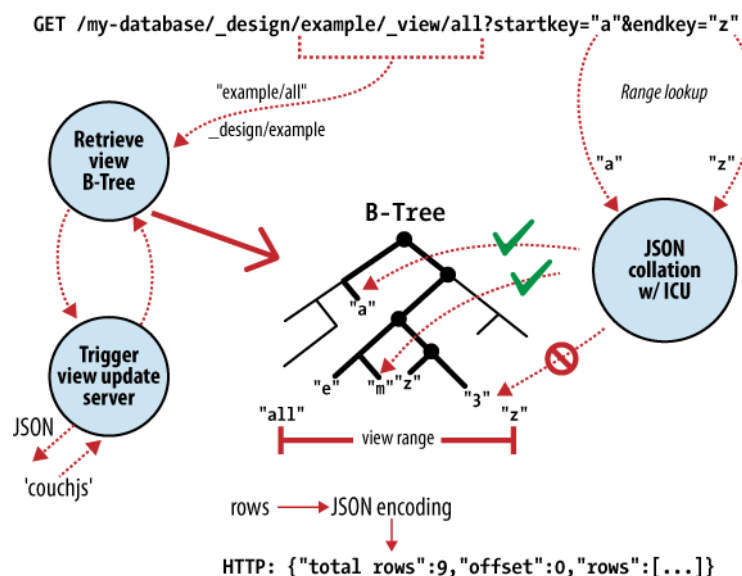 GET /my-database/_design/example/_view/all?startkey="a"&endkey="z"
"example/all"
_design/example
Range lookup
Retrieve
view
B-Tree
"a"
"z"
B-Tree
JSON
collation
w/ ICU
"a"
Trigger
view update
server
"e"
"m"
"z"
"3"
JSON
'couchjs'
"all"
"z"
view range
rows
JSON encoding
HTTP: {"total rows":9,"offset":0,"rows":[...]}